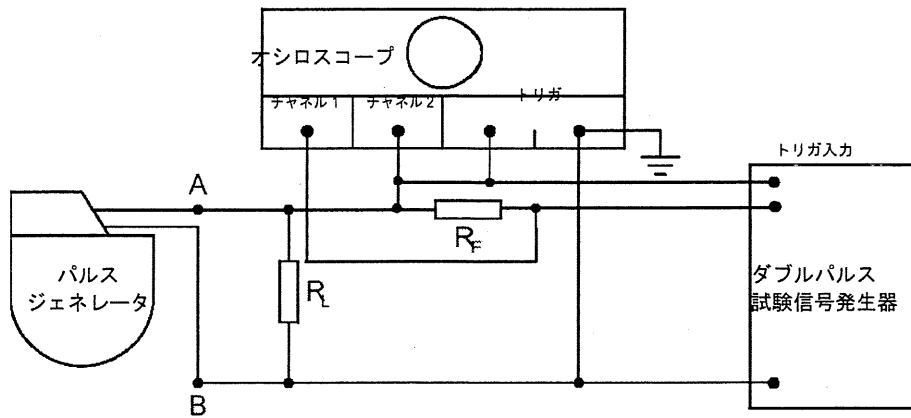 オシロスコープ
チャネル1
チャネル2
トリガ
トリガ入力
A
R_F
パルス
ジェネレータ
R_L
ダブルパルス
試験信号発生器
B